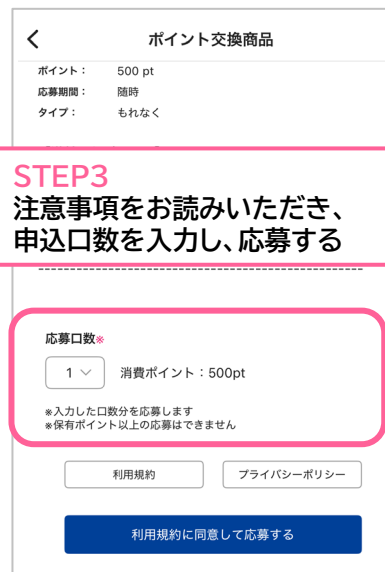 ポイント交換商品
ポイント： 500 pt
応募期間： 随時
タイプ： もれなく
STEP3
注意事項をお読みいただき、
申込口数を入力し、応募する
応募口数※
1 消費ポイント：500pt
※入力した口数分を応募します
※保有ポイント以上の応募はできません
利用規約 プライバシーポリシー
利用規約に同意して応募する